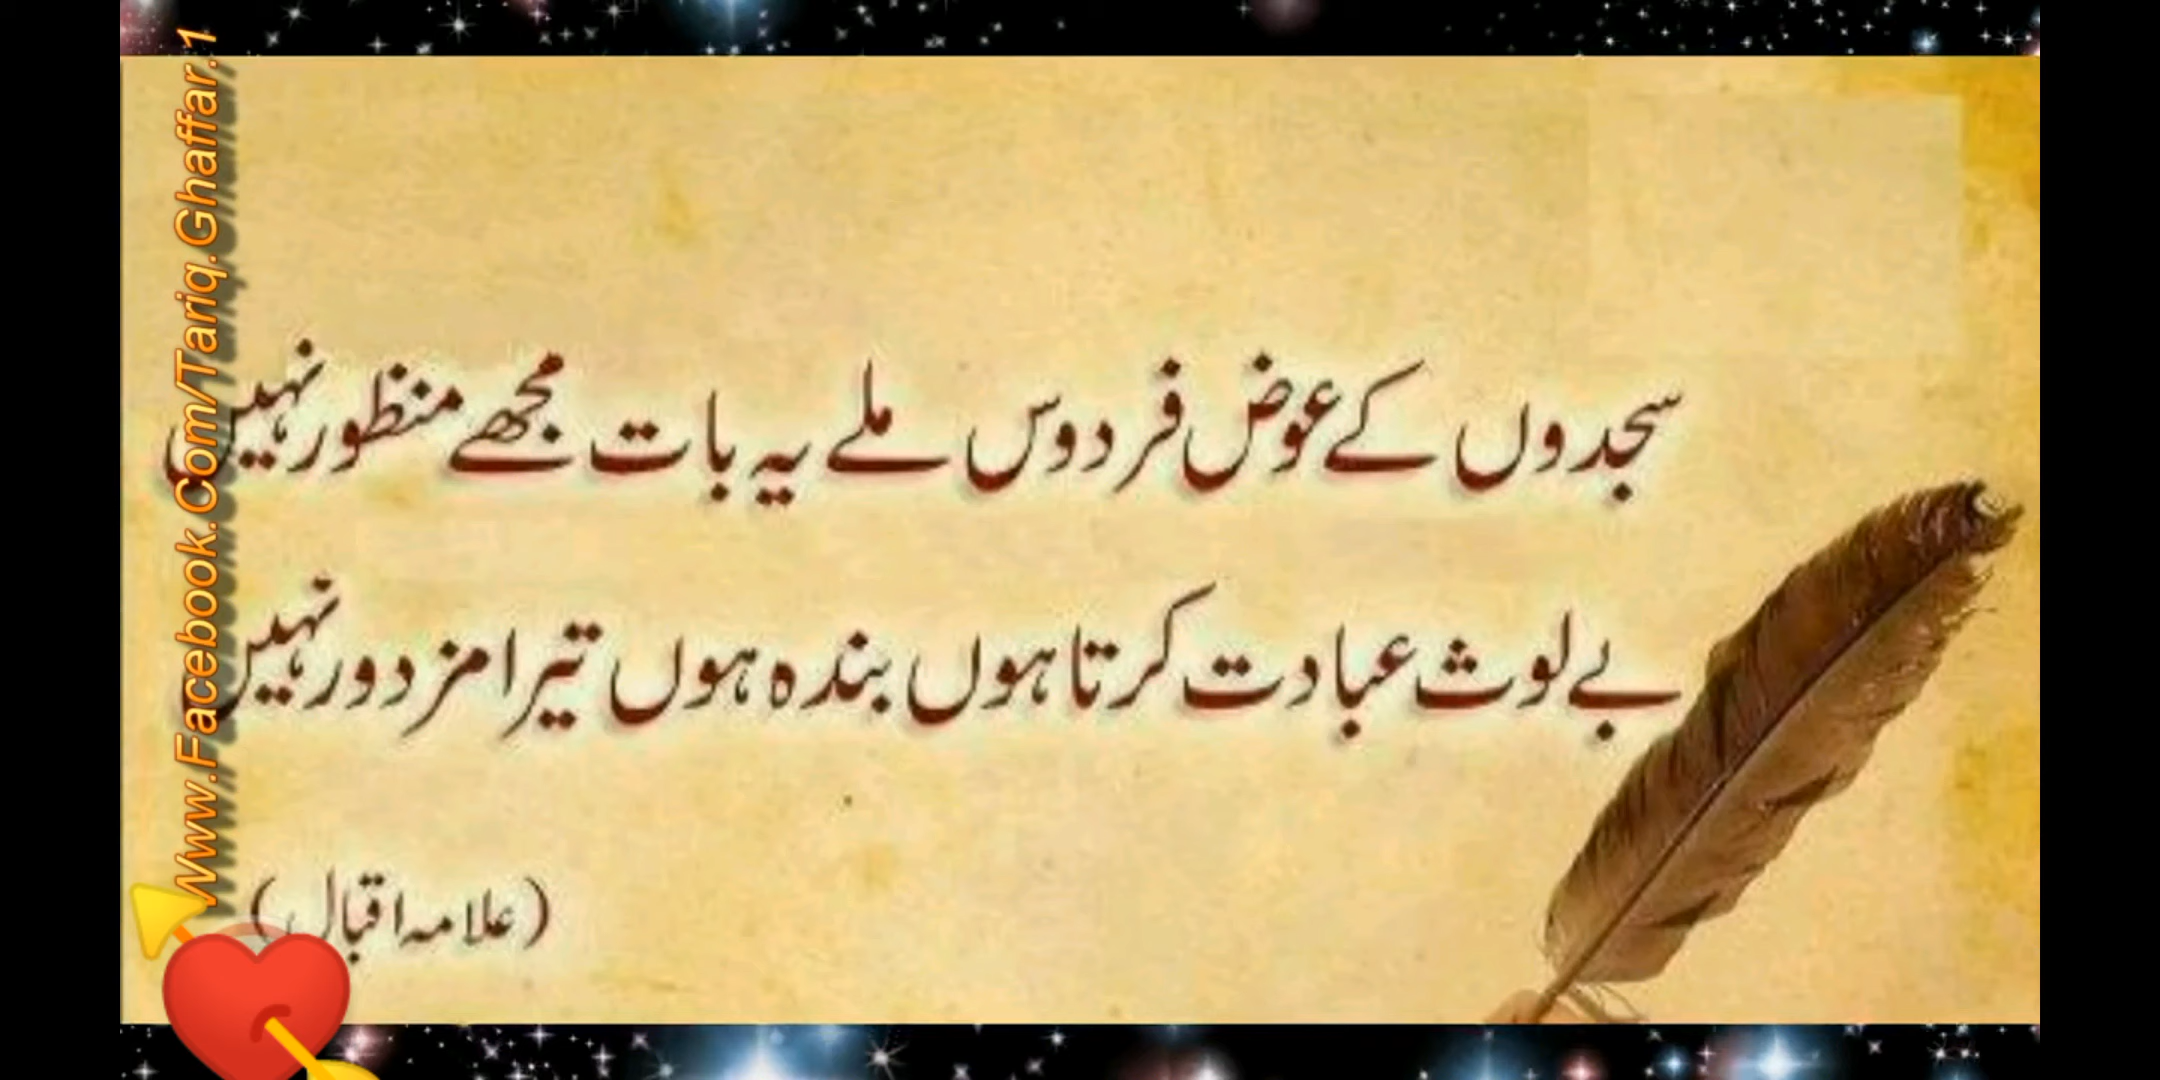 سجدوں کے عوض فردوس ملے یہ بات مجھے منظور نہیں
بے لوث عبادت کرتا ہوں بندہ ہوں تیرا مزدور نہیں
(علامہ اقبال)
Www.Facebook.Com/Tariq.Ghaffar.1